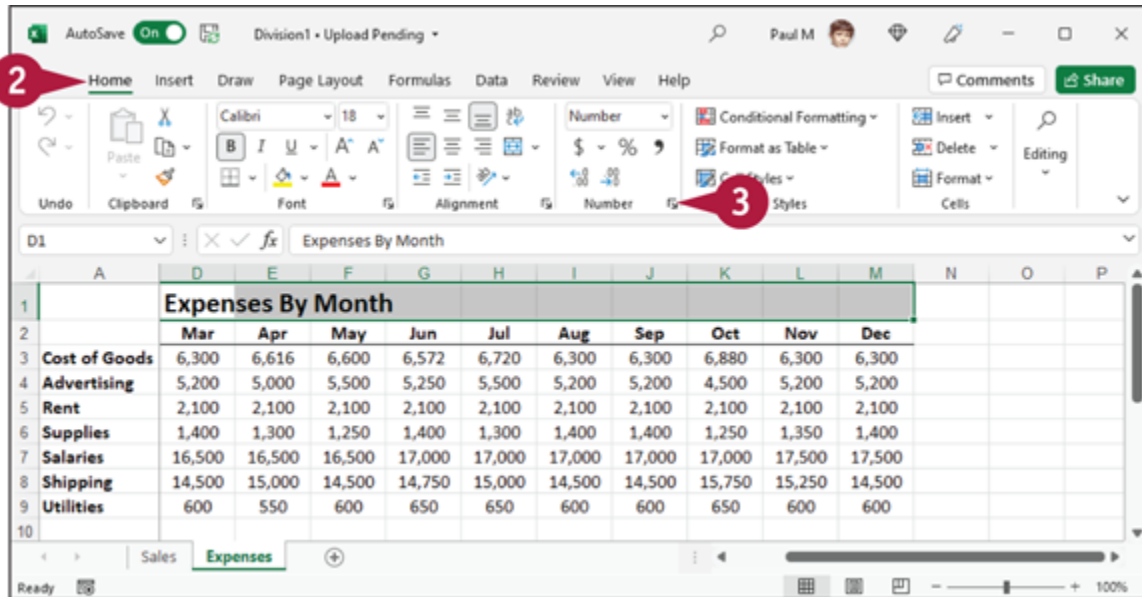 AutoSave On Division1 • Upload Pending Paul M
2 Home Insert Draw Page Layout Formulas Data Review View Help Comments Share
Calibri 18 Number Conditional Formatting Insert
Paste B I U A A $ % Format as Table Delete Editing
A Styles Format
Undo Clipboard Font Alignment Number 3 Styles Cells
D1 fx Expenses By Month
A D E F G H I J K L M N O P
1 Expenses By Month
2 Mar Apr May Jun Jul Aug Sep Oct Nov Dec
3 Cost of Goods 6,300 6,616 6,600 6,572 6,720 6,300 6,300 6,880 6,300 6,300
4 Advertising 5,200 5,000 5,500 5,250 5,500 5,200 5,200 4,500 5,200 5,200
5 Rent 2,100 2,100 2,100 2,100 2,100 2,100 2,100 2,100 2,100 2,100
6 Supplies 1,400 1,300 1,250 1,400 1,300 1,400 1,400 1,250 1,350 1,400
7 Salaries 16,500 16,500 16,500 17,000 17,000 17,000 17,000 17,000 17,500 17,500
8 Shipping 14,500 15,000 14,500 14,750 15,000 14,500 14,500 15,750 15,250 14,500
9 Utilities 600 550 600 650 650 600 600 650 600 600
10
Sales Expenses
Ready 100%